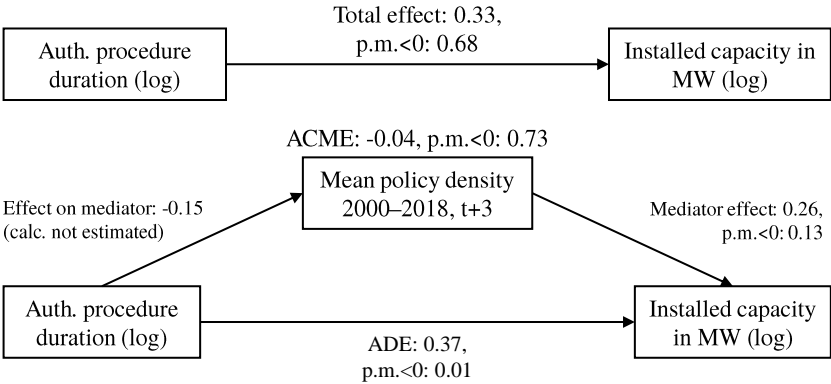 Total effect: 0.33,
p.m.<0: 0.68
Auth. procedure
duration (log)
Installed capacity in
MW (log)
ACME: -0.04, p.m.<0: 0.73
Mean policy density
2000–2018, t+3
Effect on mediator: -0.15
(calc. not estimated)
Mediator effect: 0.26,
p.m.<0: 0.13
Auth. procedure
duration (log)
Installed capacity
in MW (log)
ADE: 0.37,
p.m.<0: 0.01